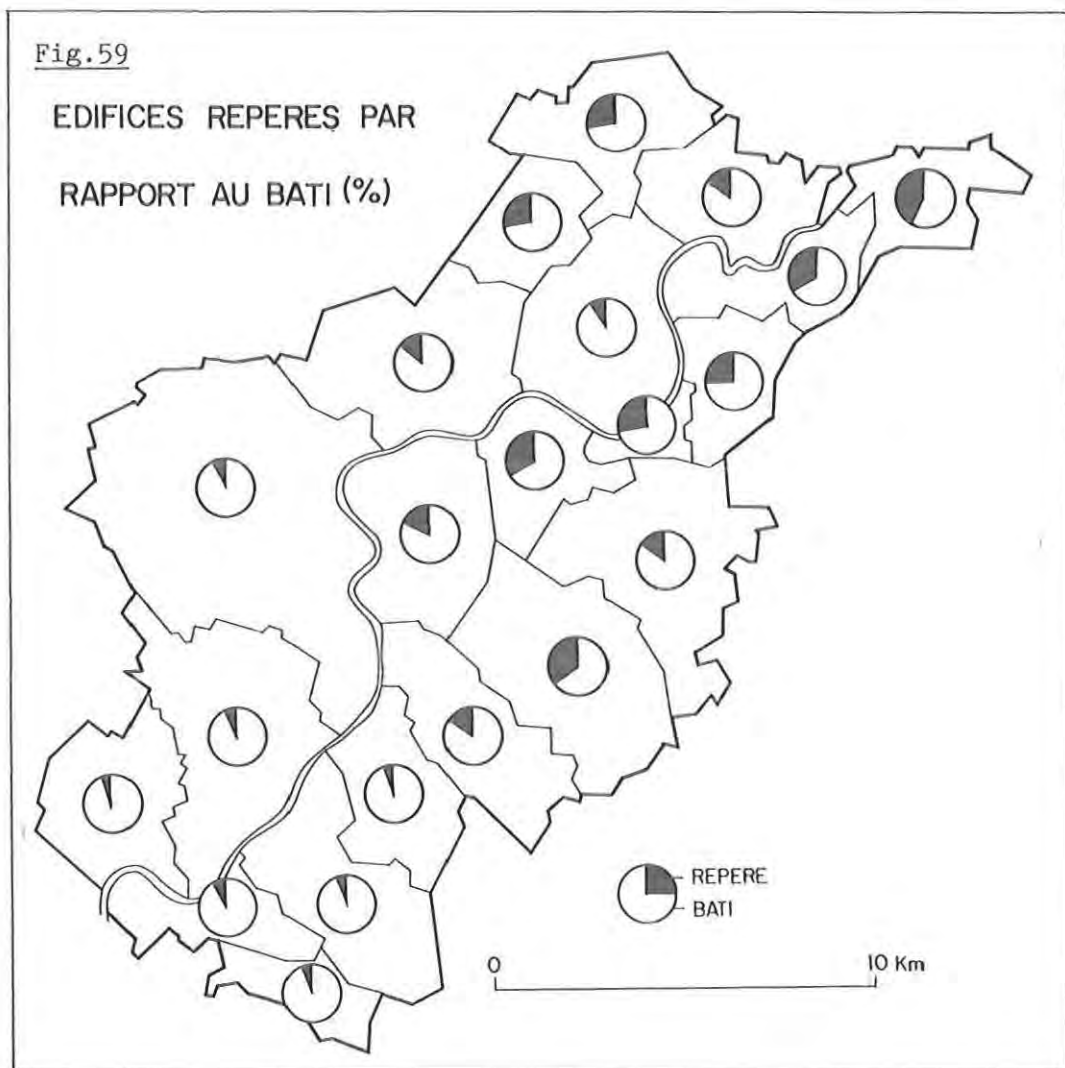 Fig.59
EDIFICES REPERES PAR
RAPPORT AU BATI (%)
REPERE
BATI
0 10 Km